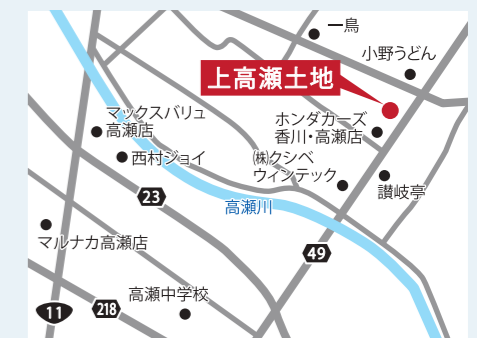 一鳥
小野うどん
上高瀬土地
マックスバリュ
高瀬店
ホンダカーズ
香川・高瀬店
西村ジョイ
㈱クシベ
ウィンテック
讃岐亭
23
高瀬川
マルナカ高瀬店
49
高瀬中学校
11
218